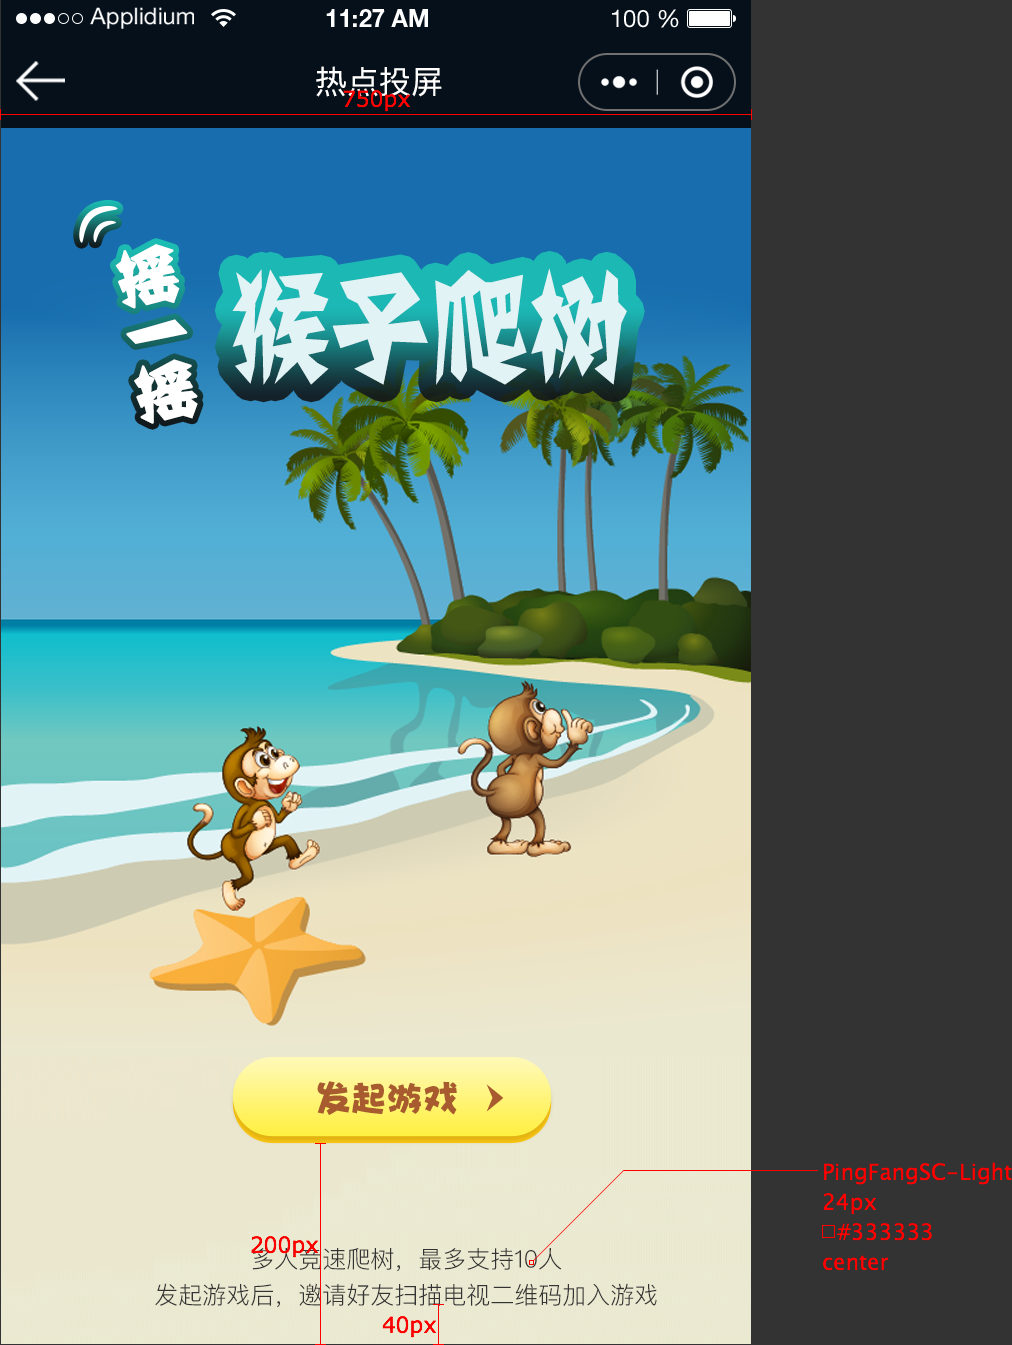 Applidium
11:27 AM
100 %
热点投屏
750px
摇一摇
猴子爬树
发起游戏
200px
多人竞速爬树，最多支持10人
发起游戏后，邀请好友扫描电视二维码加入游戏
40px
PingFangSC-Light
24px
#333333
center